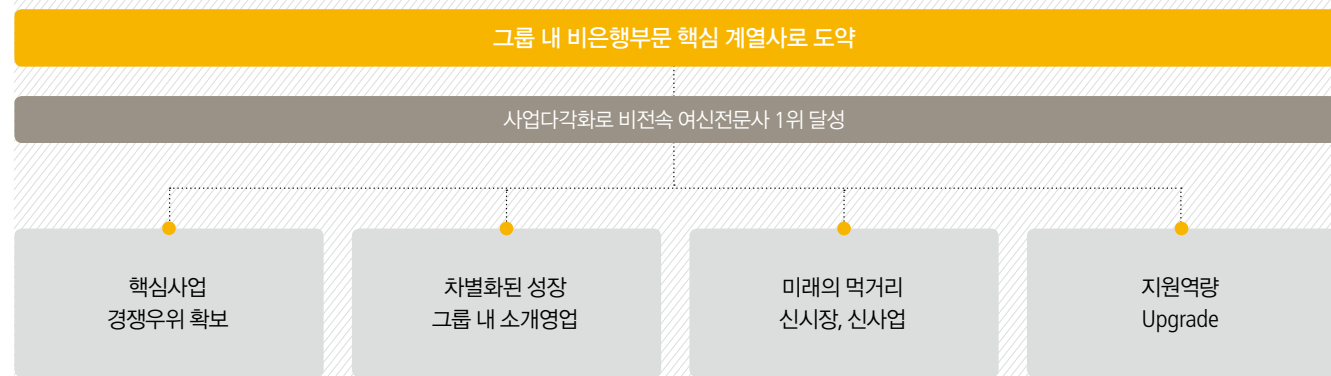 그룹 내 비은행부문 핵심 계열사로 도약
사업다각화로 비전속 여신전문사 1위 달성
핵심사업
경쟁우위 확보
차별화된 성장
그룹 내 소개영업
미래의 먹거리
신시장, 신사업
지원역량
Upgrade